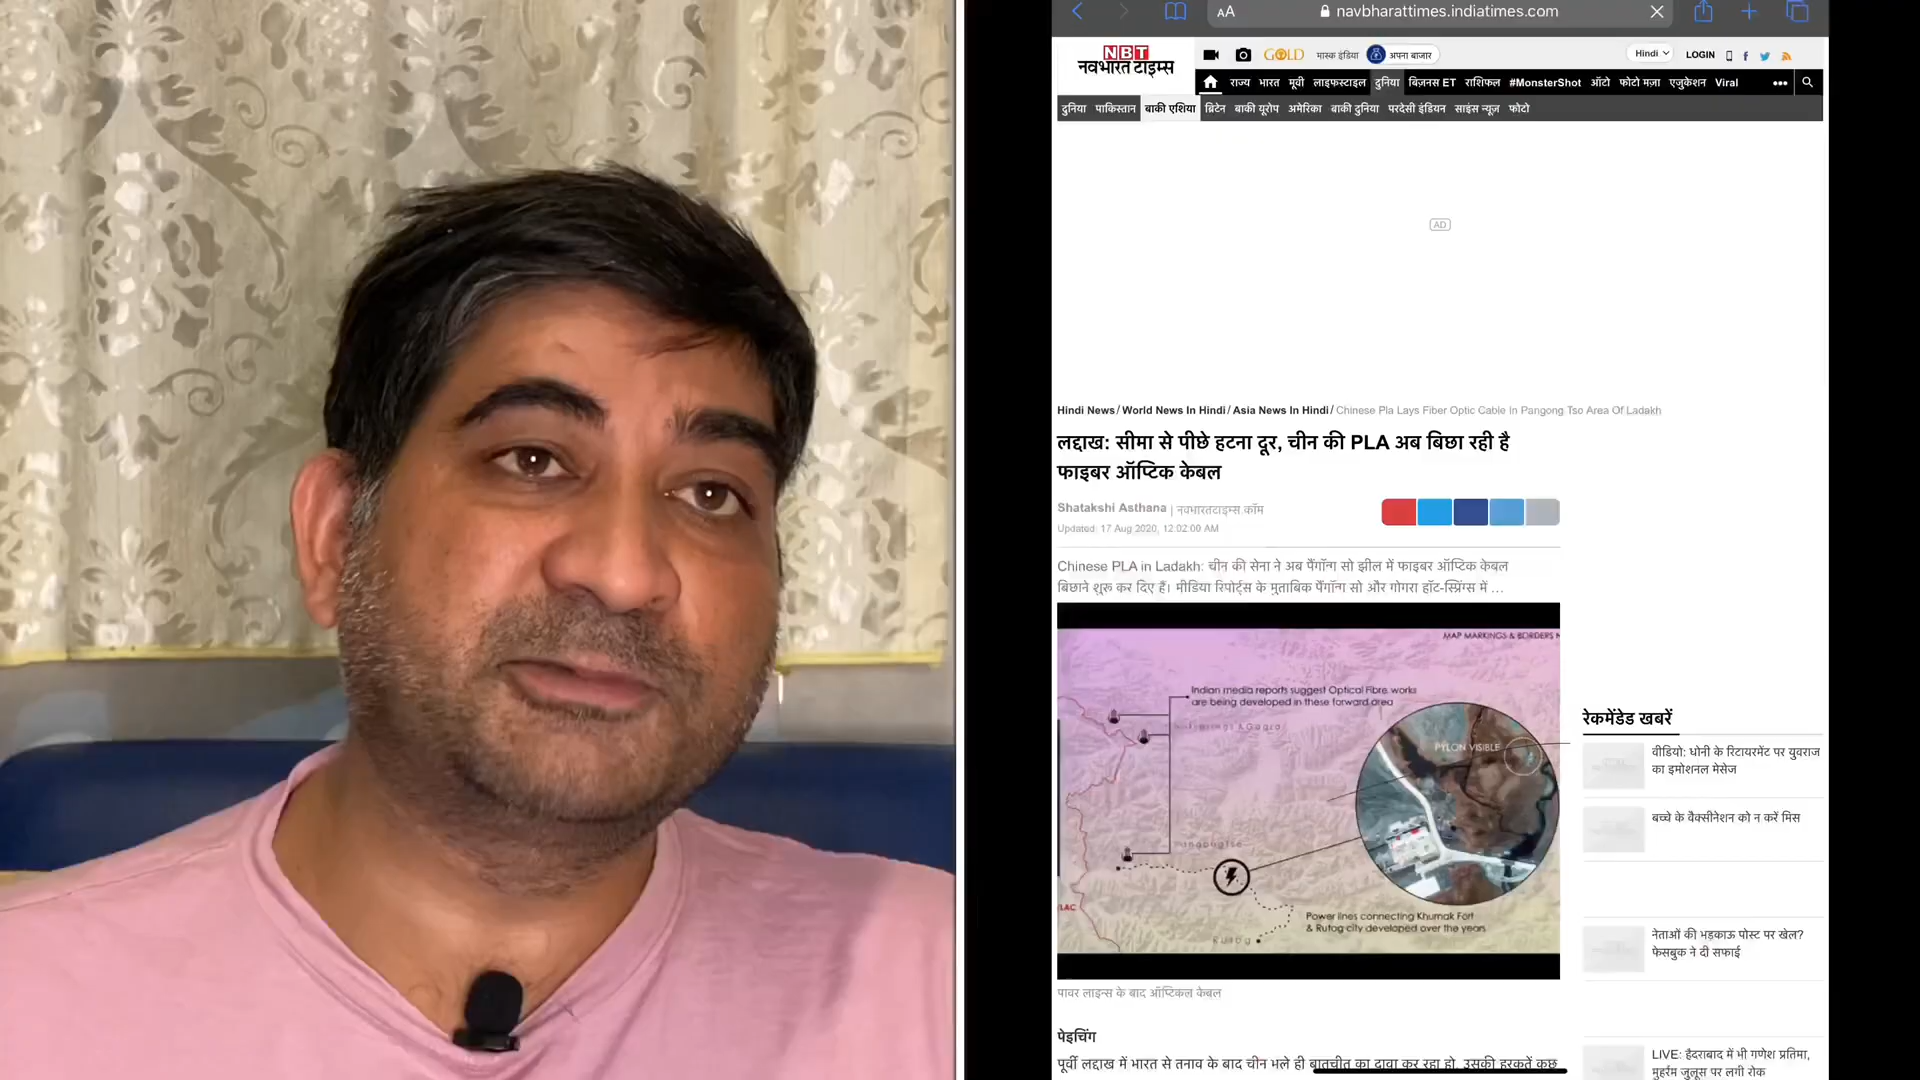 AA
navbharattimes.indiatimes.com
NBT
नवभारत टाइम्स
GOLD मास्क इंडिया अपना बाजार
Hindi LOGIN
राज्य भारत मूवी लाइफस्टाइल दुनिया बिज़नस ET राशिफल #MonsterShot ऑटो फोटो मज़ा एजुकेशन Viral
दुनिया पाकिस्तान बाकी एशिया ब्रिटेन बाकी यूरोप अमेरिका बाकी दुनिया परदेसी इंडियन साइंस न्यूज़ फोटो
AD
Hindi News / World News In Hindi / Asia News In Hindi / Chinese Pla Lays Fiber Optic Cable In Pangong Tso Area Of Ladakh
लद्दाख: सीमा से पीछे हटना दूर, चीन की PLA अब बिछा रही है
फाइबर ऑप्टिक केबल
Shatakshi Asthana | नवभारतटाइम्स.कॉम
Updated: 17 Aug 2020, 12:02:00 AM
Chinese PLA in Ladakh: चीन की सेना ने अब पैंगॉन्ग सो झील में फाइबर ऑप्टिक केबल
बिछाने शुरू कर दिए हैं। मीडिया रिपोर्ट्स के मुताबिक पैंगॉन्ग सो और गोगरा हॉट-स्प्रिंग्स में ...
MAP MARKINGS & BORDERS N
Indian media reports suggest Optical Fibre works
are being developed in these forward area
PYLON VISIBLE
LAC
Power lines connecting Khurnak Fort
& Rutog city developed over the years
Rutog
पावर लाइन्स के बाद ऑप्टिकल केबल
पेइचिंग
पूर्वी लद्दाख में भारत से तनाव के बाद चीन भले ही बातचीत का दावा कर रहा हो, उसकी हरकतें कुछ
रेकमेंडेड खबरें
वीडियो: धोनी के रिटायरमेंट पर युवराज
का इमोशनल मेसेज
बच्चे के वैक्सीनेशन को न करें मिस
नेताओं की भड़काऊ पोस्ट पर खेल?
फेसबुक ने दी सफाई
LIVE: हैदराबाद में भी गणेश प्रतिमा,
मुहर्रम जुलूस पर लगी रोक